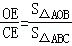 OE/CE = S△AOB/S△ABC